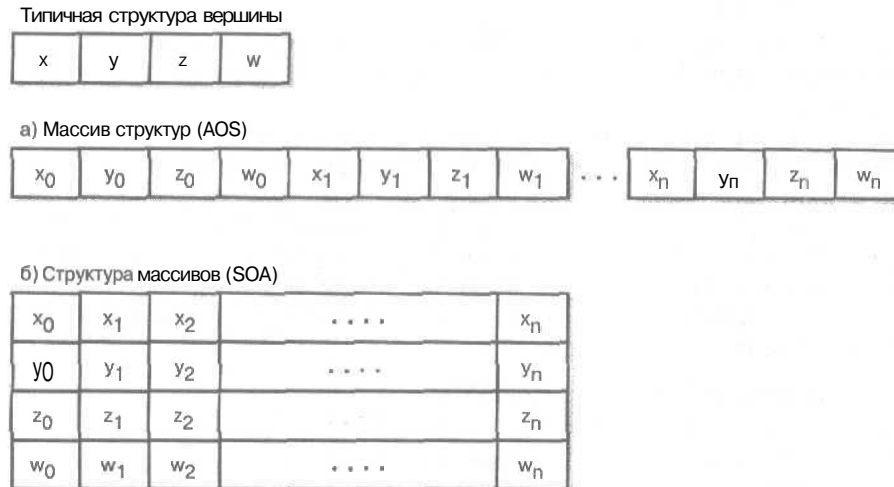 Типичная структура вершины
x y z w
а) Массив структур (AOS)
x0 y0 z0 w0 x1 y1 z1 w1 . . . xn yп zn wn
б) Структура массивов (SOA)
x0 x1 x2 . . . . xn
y0 y1 y2 . . . . yn
z0 z1 z2 zn
w0 w1 w2 . . . . wn